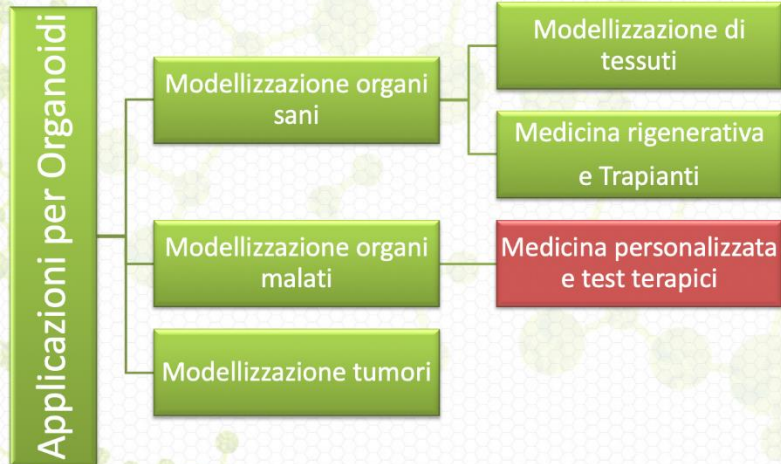 Applicazioni per Organoidi
Modellizzazione organi
sani
Modellizzazione di
tessuti
Medicina rigenerativa
e Trapianti
Modellizzazione organi
malati
Medicina personalizzata
e test terapici
Modellizzazione tumori